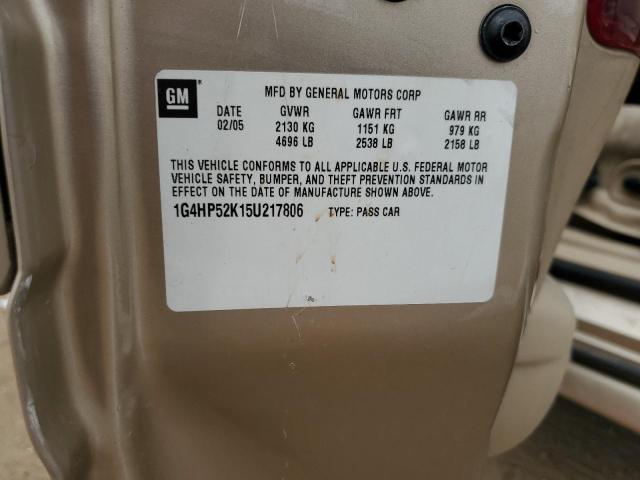 GM
MFD BY GENERAL MOTORS CORP
DATE GVWR GAWR FRT GAWR RR
02/05 2130 KG 1151 KG 979 KG
4696 LB 2538 LB 2158 LB
THIS VEHICLE CONFORMS TO ALL APPLICABLE U.S. FEDERAL MOTOR
VEHICLE SAFETY, BUMPER, AND THEFT PREVENTION STANDARDS IN
EFFECT ON THE DATE OF MANUFACTURE SHOWN ABOVE.
1G4HP52K15U217806 TYPE: PASS CAR